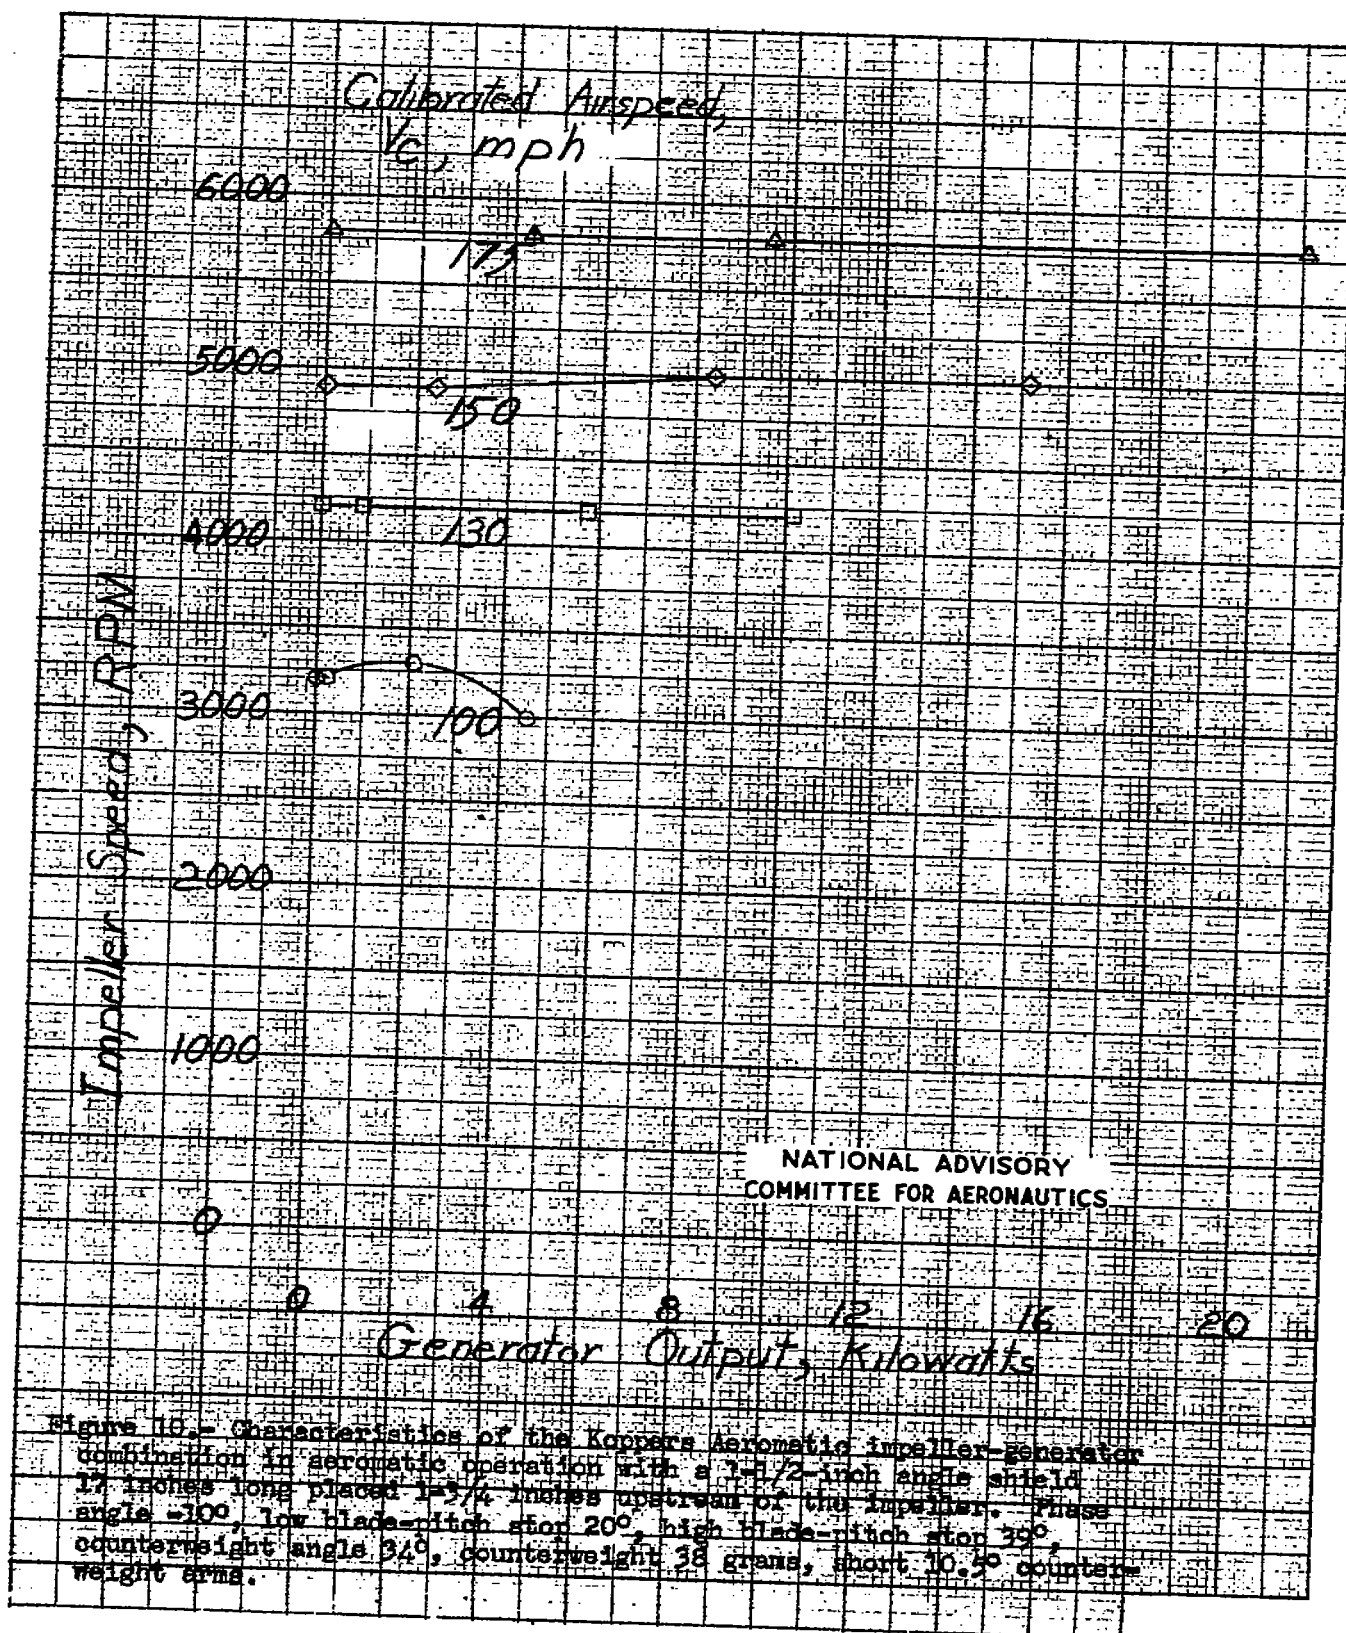 Calibrated Airspeed,
Vc, mph
6000
175
5000
150
4000
130
3000
100
2000
1000
0
Impeller Speed, RPM
NATIONAL ADVISORY
COMMITTEE FOR AERONAUTICS
0 4 8 12 16 20
Generator Output, Kilowatts
Figure 10.- Characteristics of the Koppers Aeromatic impeller-generator
combination in aeromatic operation with a 1-1/2-inch angle shield
17 inches long placed 1-3/4 inches upstream of the impeller. Phase
angle -10°, low blade-pitch stop 20°, high blade-pitch stop 39°,
counterweight angle 34°, counterweight 38 grams, short 10.5° counter-
weight arms.